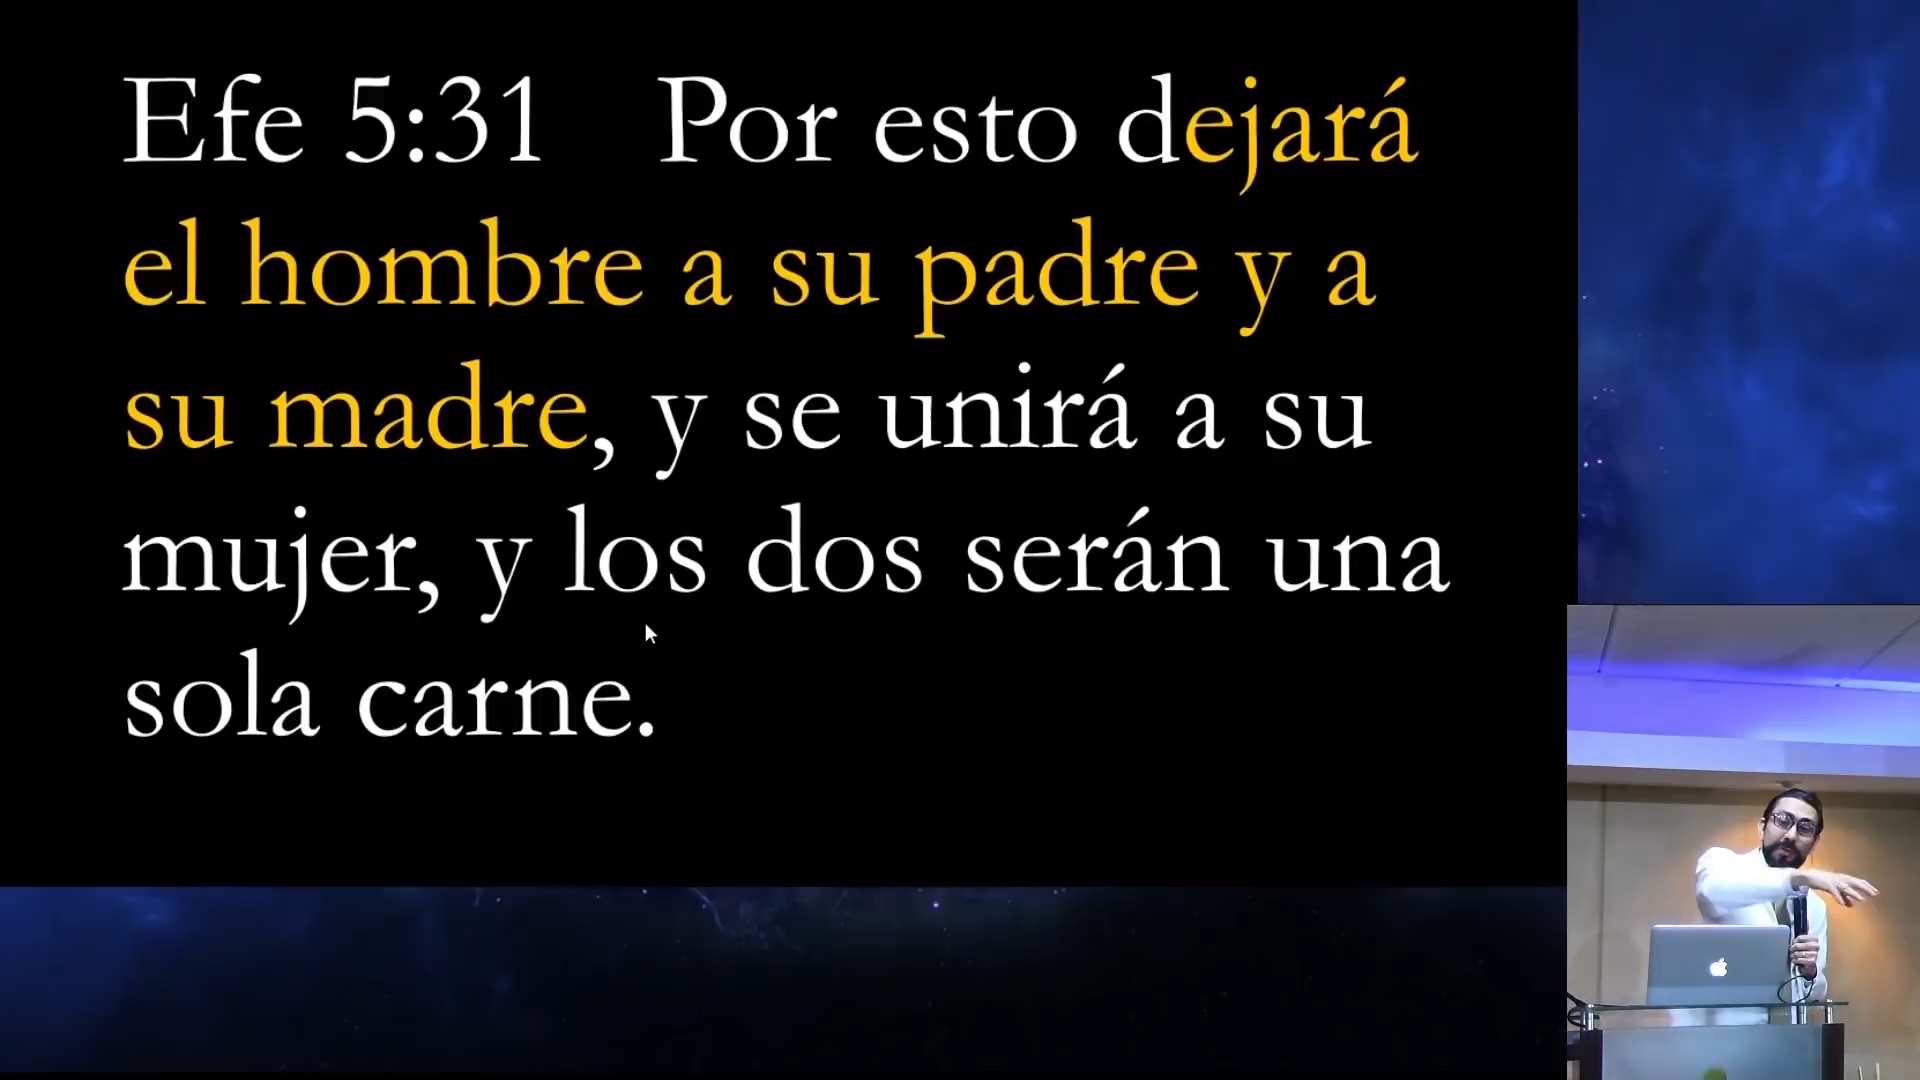 Efe 5:31 Por esto dejará
el hombre a su padre y a
su madre, y se unirá a su
mujer, y los dos serán una
sola carne.